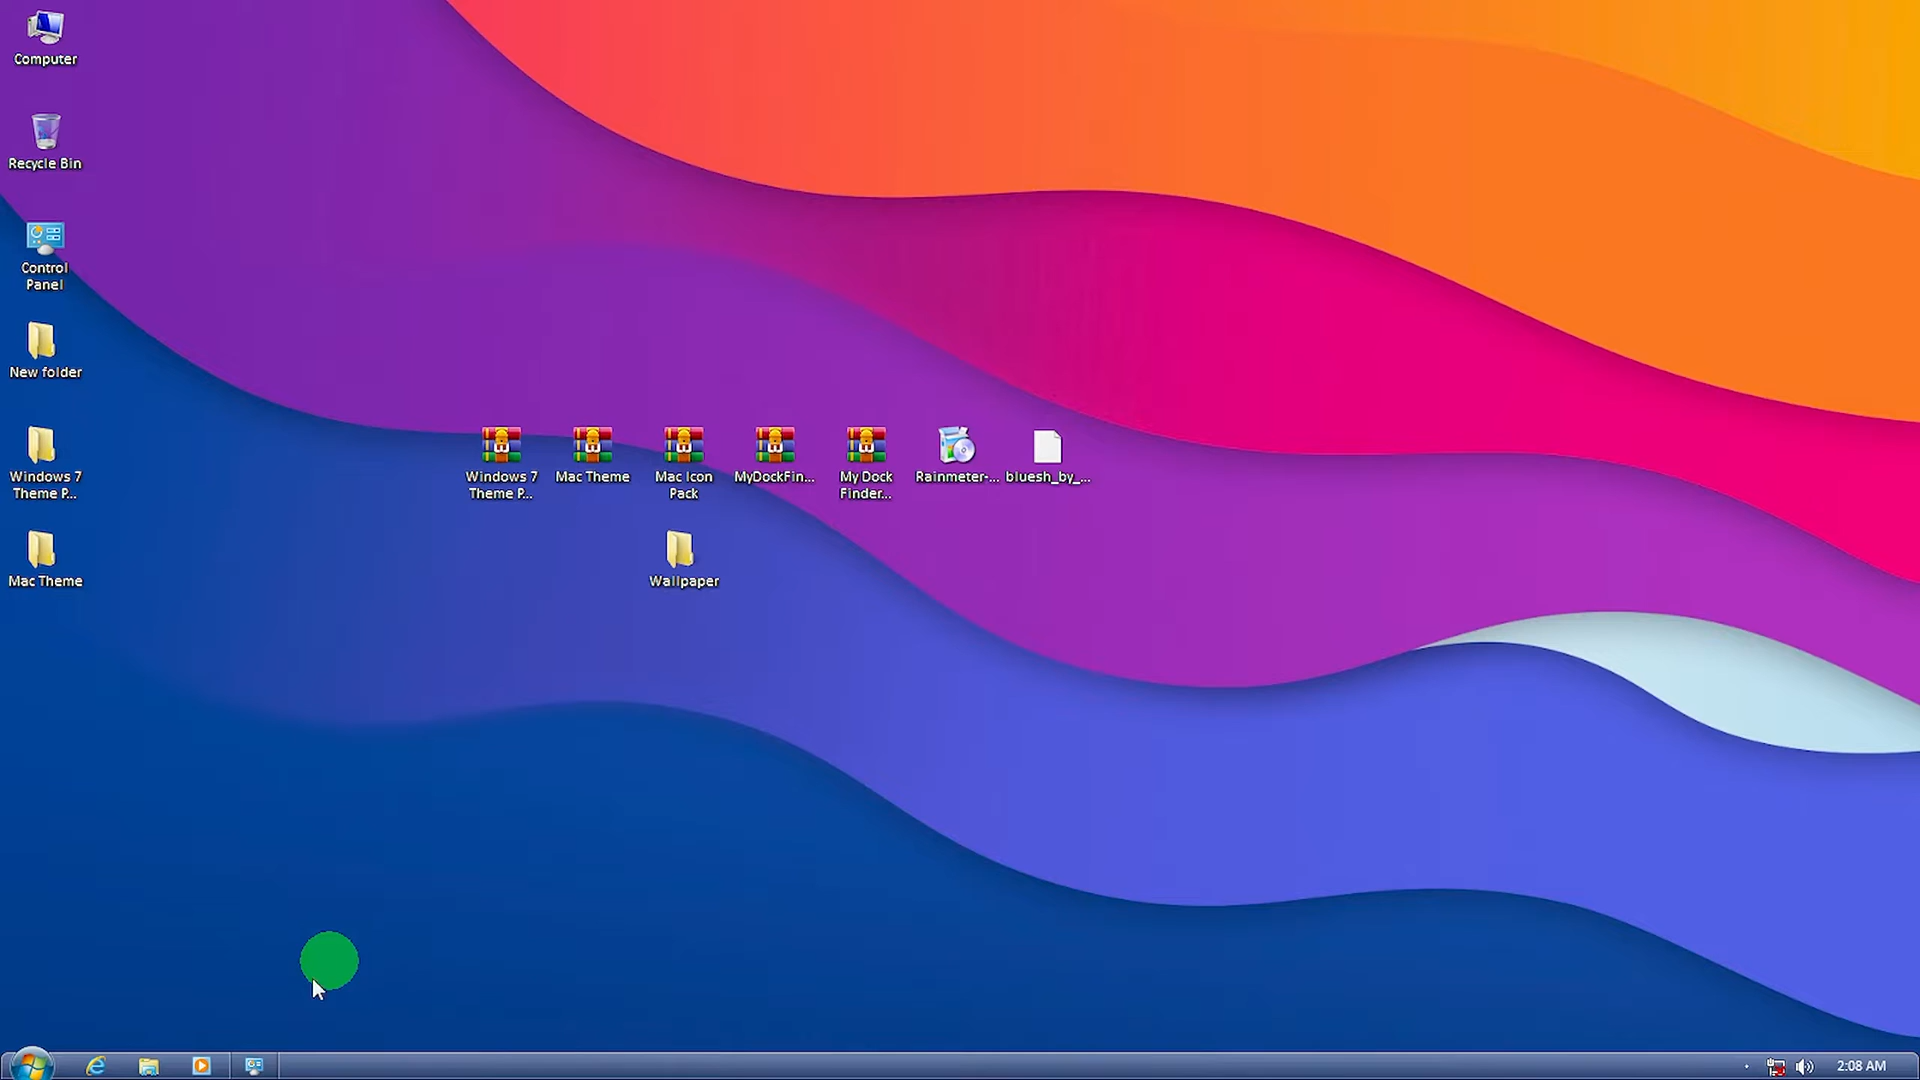 Computer
Recycle Bin
Control
Panel
New folder
Windows 7
Theme P...
Mac Theme
Windows 7
Theme P...
Mac Theme
Mac Icon
Pack
MyDockFin...
My Dock
Finder...
Rainmeter-...
bluesh_by_...
Wallpaper
2:08 AM